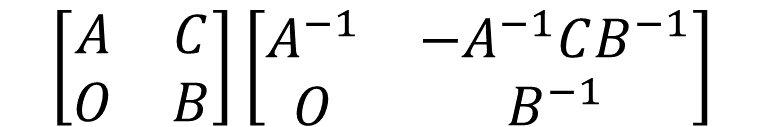 [A C] [A⁻¹ −A⁻¹CB⁻¹]
[O B] [O B⁻¹]